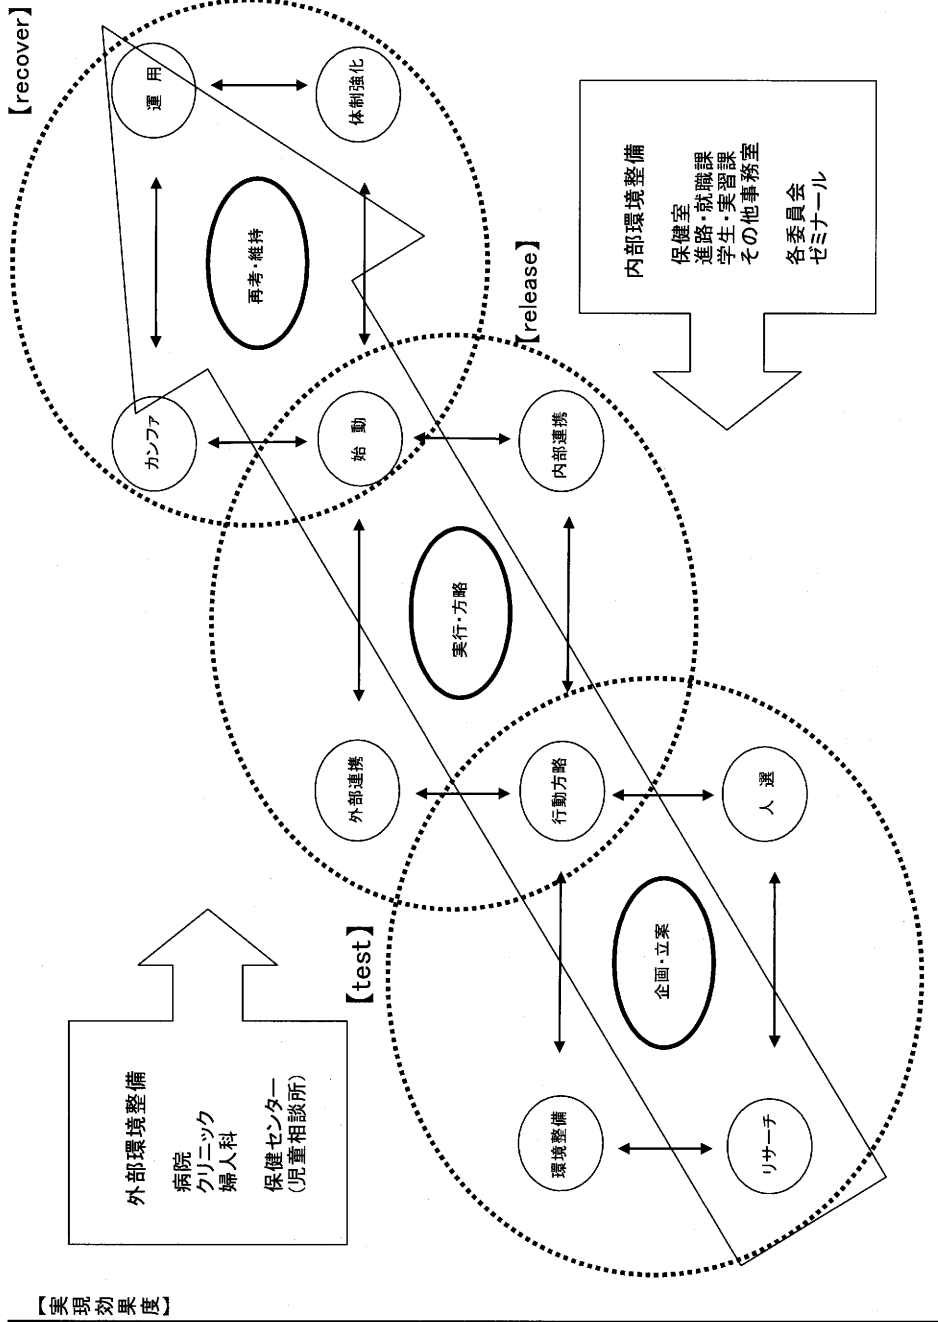 【実現効果度】
外部環境整備
病院
クリニック
婦人科
保健センター
(児童相談所)
【test】
環境整備
リサーチ
企画・立案
行動方略
人 選
外部連携
実行・方略
【release】
始 動
内部連携
カンファ
再考・維持
【recover】
運 用
体制強化
内部環境整備
保健室
進路・就職課
学生・実習課
その他事務室
各委員会
ゼミナール